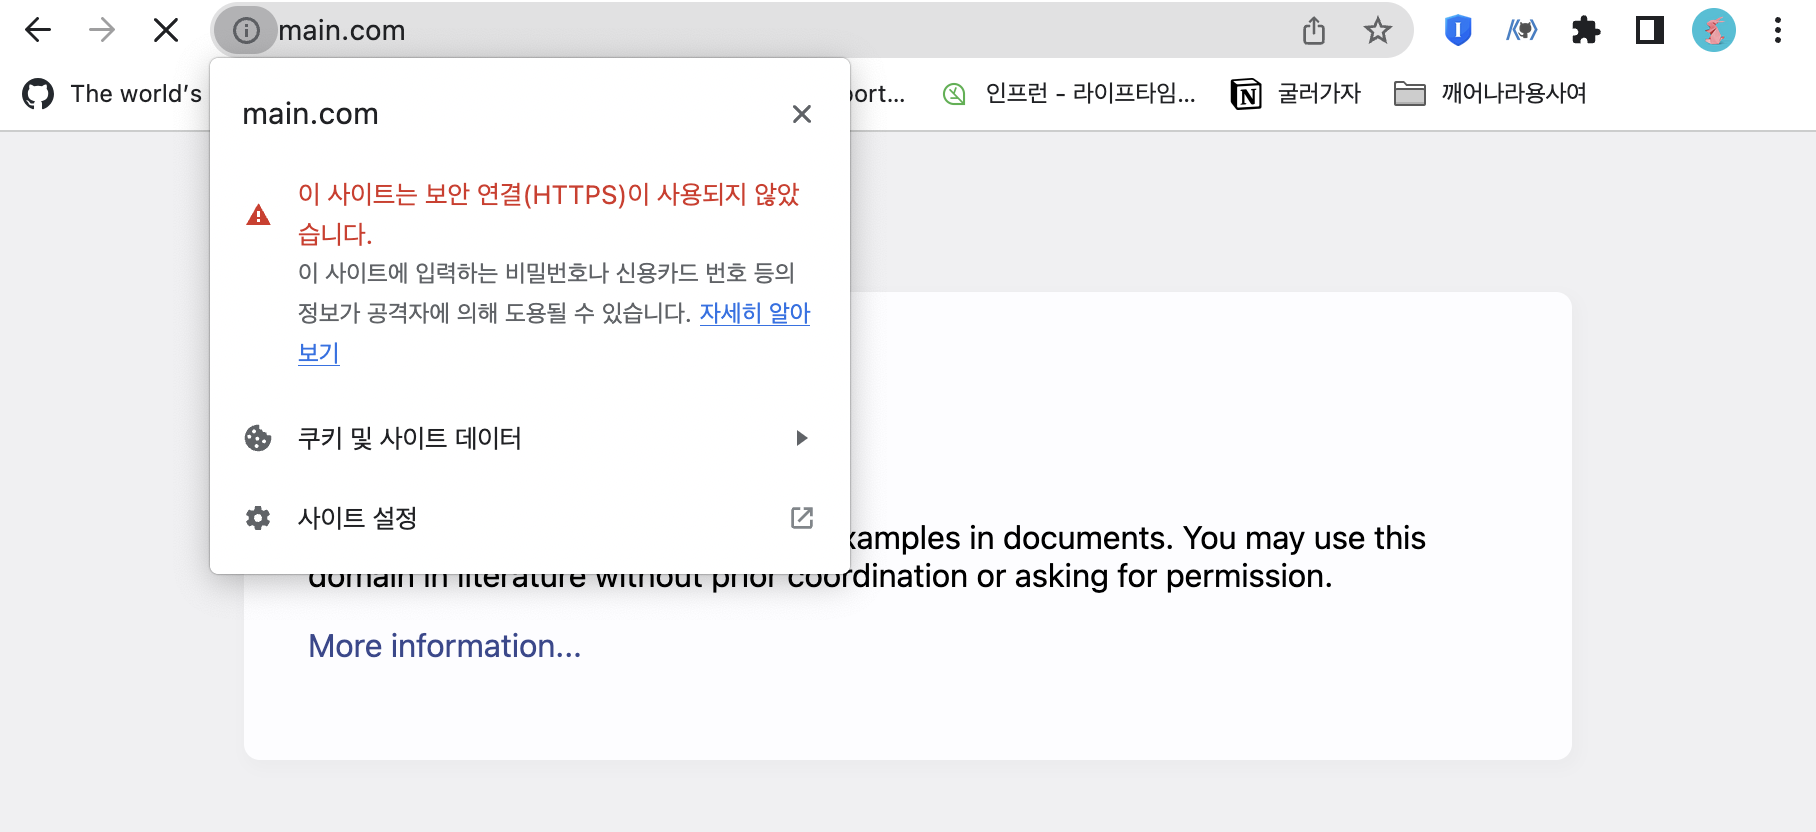 main.com
The world's
ort...
인프런 - 라이프타임...
굴러가자
깨어나라용사여
main.com
이 사이트는 보안 연결(HTTPS)이 사용되지 않았
습니다.
이 사이트에 입력하는 비밀번호나 신용카드 번호 등의
정보가 공격자에 의해 도용될 수 있습니다. 자세히 알아
보기
쿠키 및 사이트 데이터
사이트 설정
amples in documents. You may use this
domain in literature without prior coordination or asking for permission.
More information...